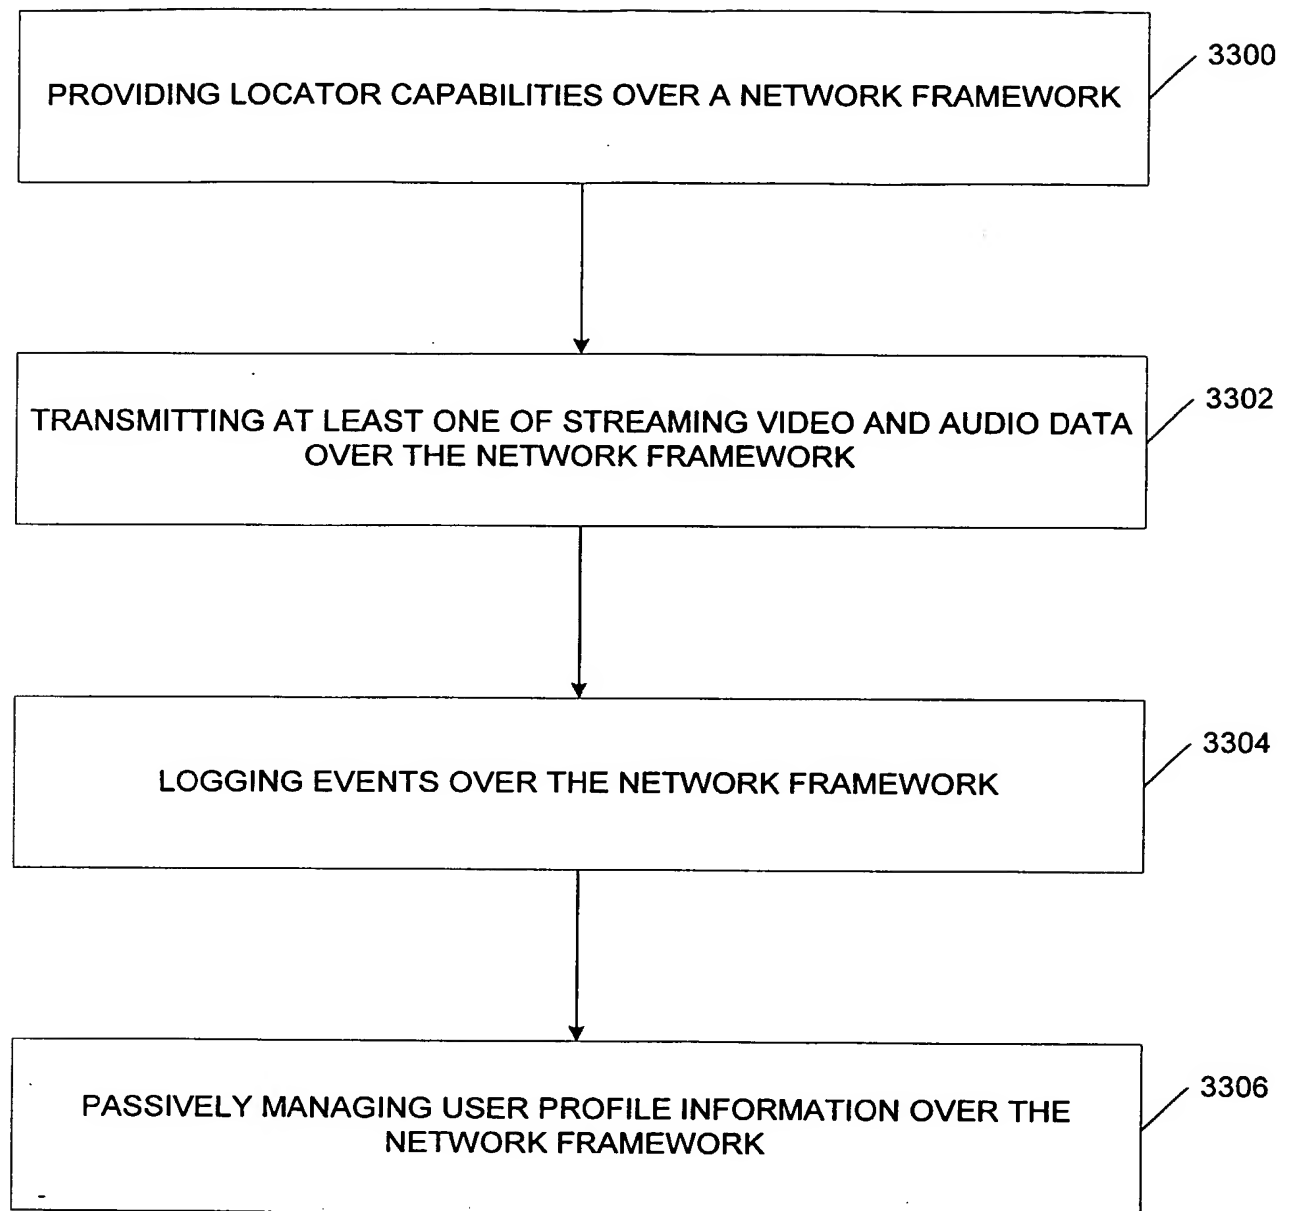 PROVIDING LOCATOR CAPABILITIES OVER A NETWORK FRAMEWORK
3300
TRANSMITTING AT LEAST ONE OF STREAMING VIDEO AND AUDIO DATA
OVER THE NETWORK FRAMEWORK
3302
LOGGING EVENTS OVER THE NETWORK FRAMEWORK
3304
PASSIVELY MANAGING USER PROFILE INFORMATION OVER THE
NETWORK FRAMEWORK
3306